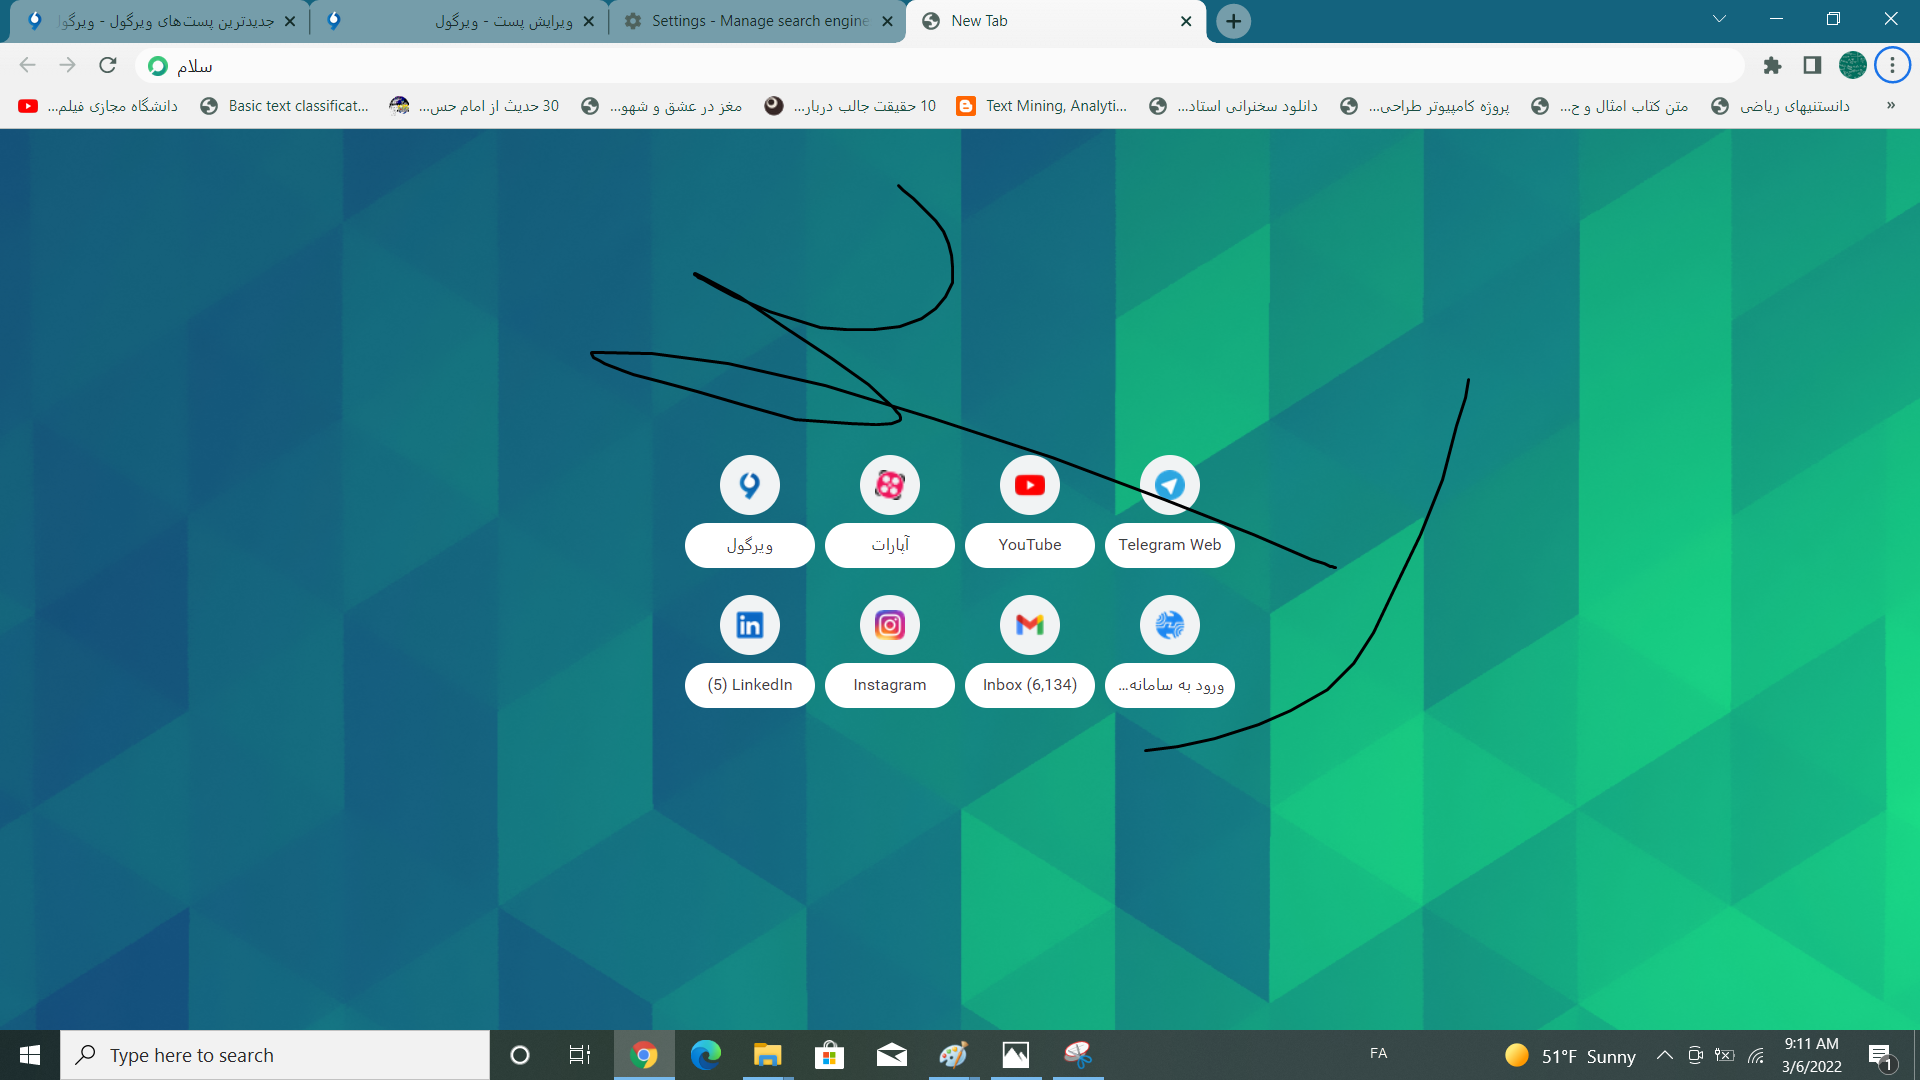 جدیدترین پست‌های ویرگول - ویرگو
ویرایش پست - ویرگول
Settings - Manage search engine
New Tab
سلام
دانشگاه مجازی فیلم...
Basic text classificat...
30 حدیث از امام حس...
مغز در عشق و شهو...
10 حقیقت جالب دربار...
Text Mining, Analyti...
دانلود سخنرانی استاد...
پروژه کامپیوتر طراحی...
متن کتاب امثال و ح...
دانستنیهای ریاضی
»
ویرگول
آپارات
YouTube
Telegram Web
(5) LinkedIn
Instagram
Inbox (6,134)
ورود به سامانه...
Type here to search
FA
51°F Sunny
9:11 AM
3/6/2022
1